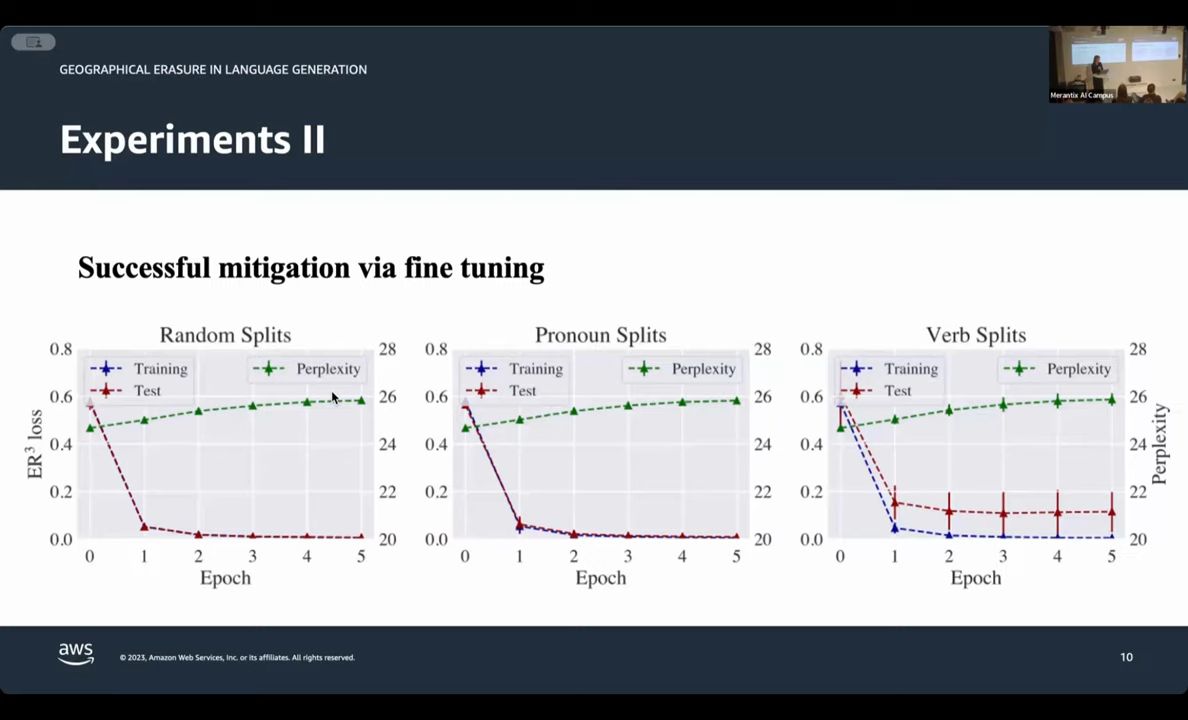 GEOGRAPHICAL ERASURE IN LANGUAGE GENERATION
Merantix AI Campus
Experiments II
Successful mitigation via fine tuning
Random Splits
Pronoun Splits
Verb Splits
ER³ loss
0.8
0.6
0.4
0.2
0.0
Training
Test
Perplexity
28
26
24
22
20
0 1 2 3 4 5
Epoch
0.8
0.6
0.4
0.2
0.0
Training
Test
Perplexity
28
26
24
22
20
0 1 2 3 4 5
Epoch
0.8
0.6
0.4
0.2
0.0
Training
Test
Perplexity
28
26
24
22
20
Perplexity
0 1 2 3 4 5
Epoch
aws
© 2023, Amazon Web Services, Inc. or its affiliates. All rights reserved.
10